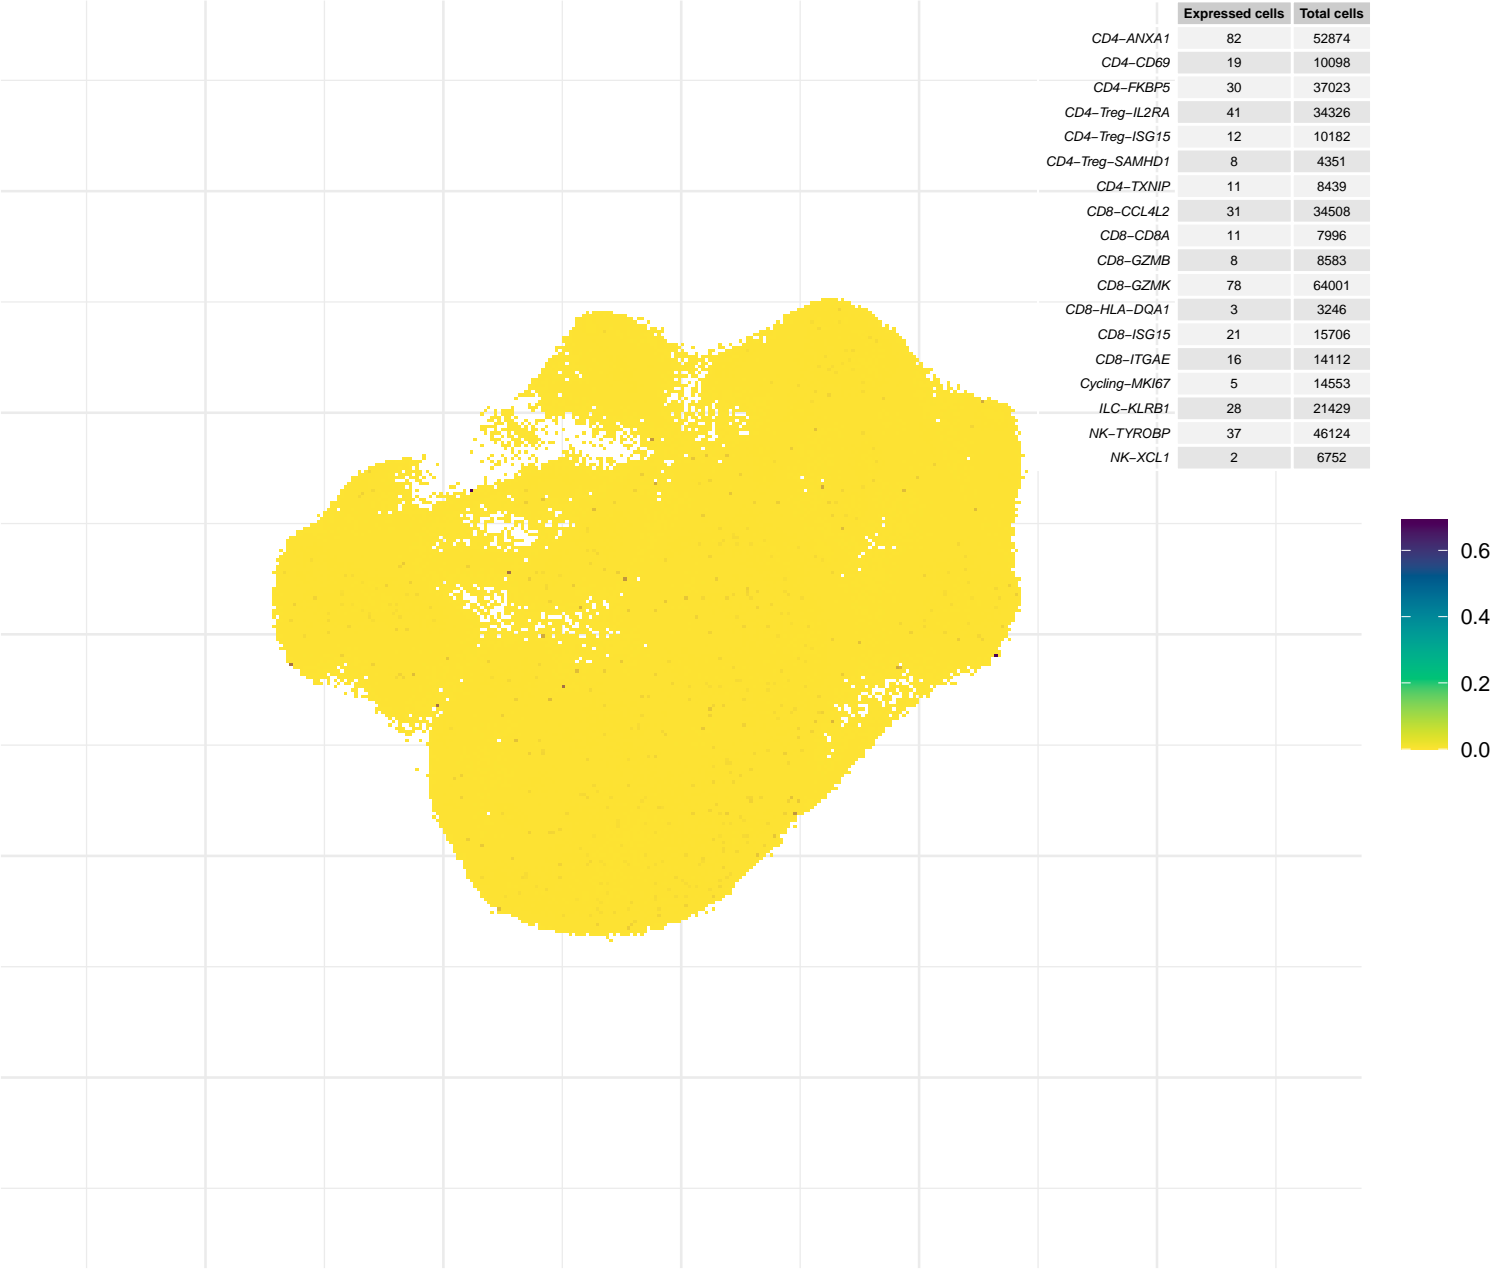 Expressed cells Total cells
CD4−ANXA1 82 52874
CD4−CD69 19 10098
CD4−FKBP5 30 37023
CD4−Treg−IL2RA 41 34326
CD4−Treg−ISG15 12 10182
CD4−Treg−SAMHD1 8 4351
CD4−TXNIP 11 8439
CD8−CCL4L2 31 34508
CD8−CD8A 11 7996
CD8−GZMB 8 8583
CD8−GZMK 78 64001
CD8−HLA−DQA1 3 3246
CD8−ISG15 21 15706
CD8−ITGAE 16 14112
Cycling−MKI67 5 14553
ILC−KLRB1 28 21429
NK−TYROBP 37 46124
NK−XCL1 2 6752
0.6
0.4
0.2
0.0